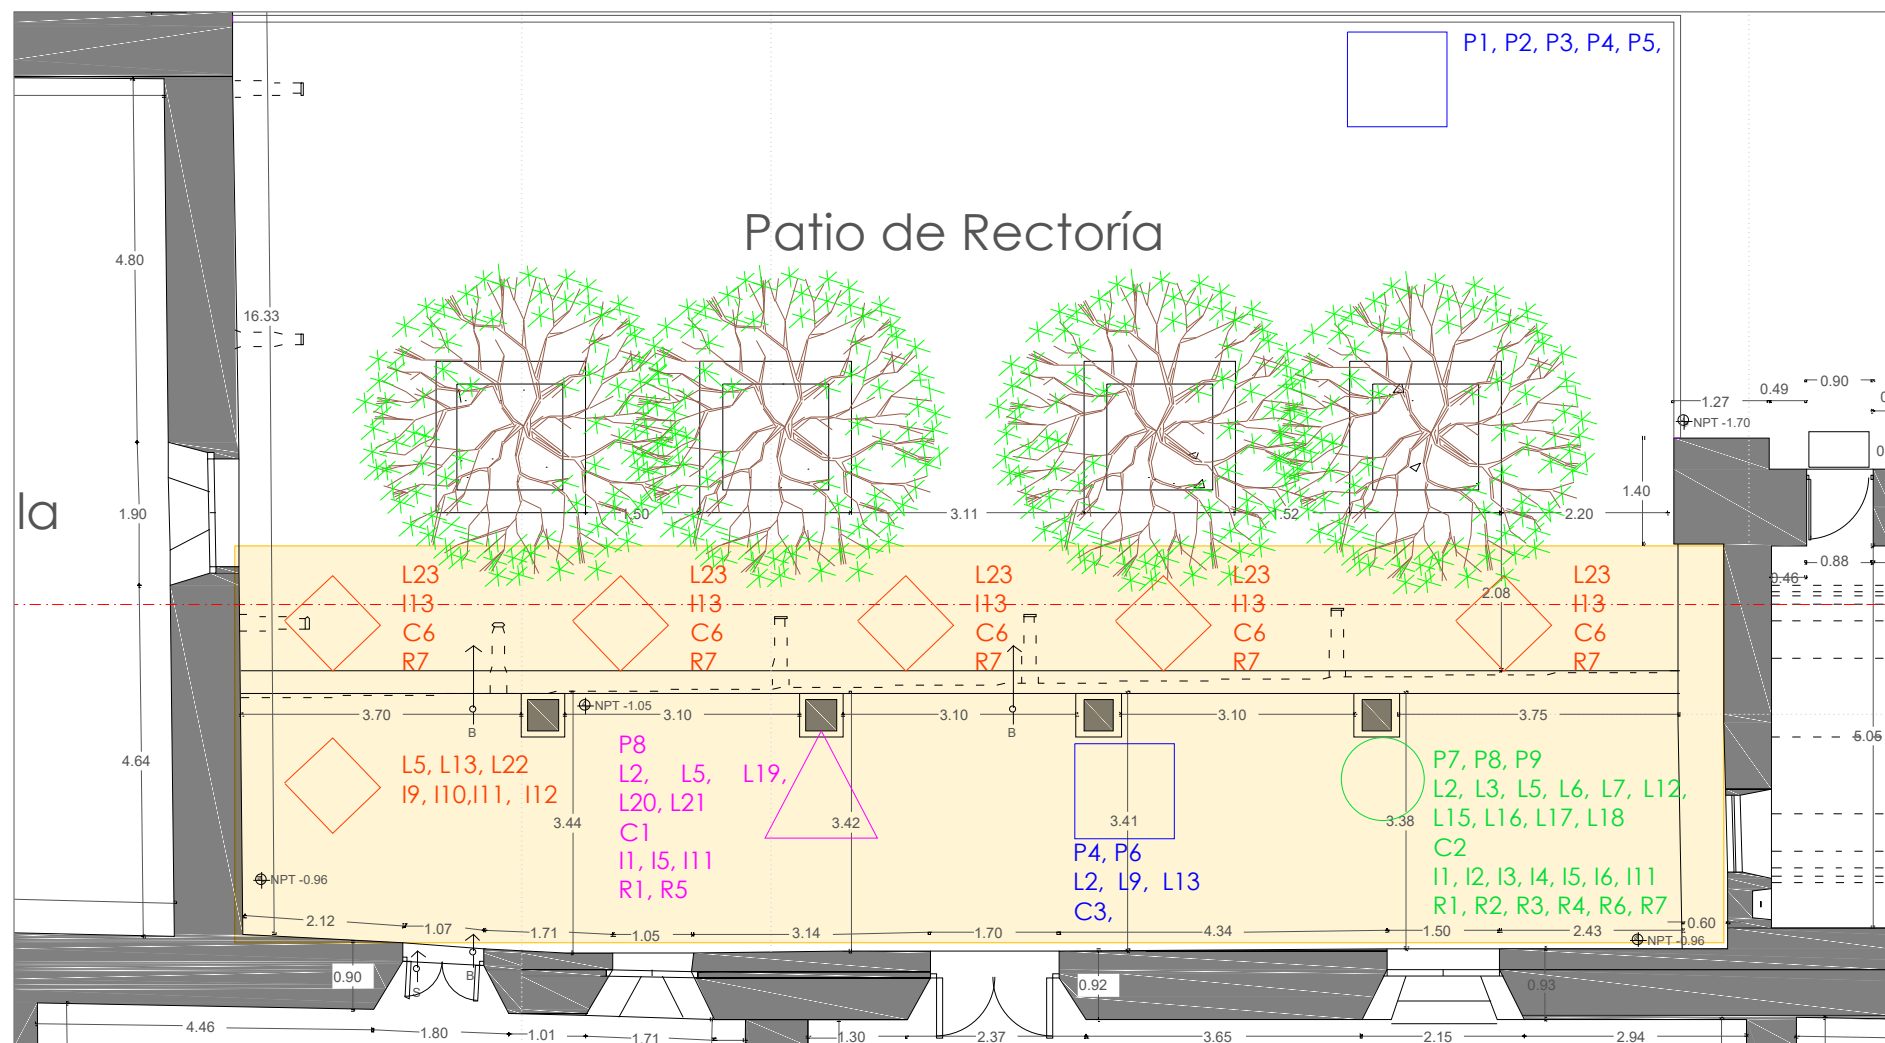 P1, P2, P3, P4, P5,
Patio de Rectoría
4.80
16.33
0.90
0.49
1.27
NPT -1.70
la
1.90
1.50
3.11
1.52
2.20
1.40
0.88
0.46
L23
I13
C6
R7
L23
I13
C6
R7
L23
I13
C6
R7
L23
I13
C6
R7
L23
I13
C6
R7
2.08
3.70
NPT -1.05
3.10
3.10
3.10
3.75
B
B
4.64
5.05
L5, L13, L22
I9, I10,I11, I12
P8
L2, L5, L19,
L20, L21
C1
I1, I5, I11
R1, R5
3.44
3.42
3.41
3.38
P4, P6
L2, L9, L13
C3,
P7, P8, P9
L2, L3, L5, L6, L7, L12,
L15, L16, L17, L18
C2
I1, I2, I3, I4, I5, I6, I11
R1, R2, R3, R4, R6, R7
NPT -0.96
2.12
1.07
1.71
1.05
3.14
1.70
4.34
1.50
2.43
0.60
NPT -0.96
0.90
S
B
0.92
0.93
4.46
1.80
1.01
1.71
1.30
2.37
3.65
2.15
2.94